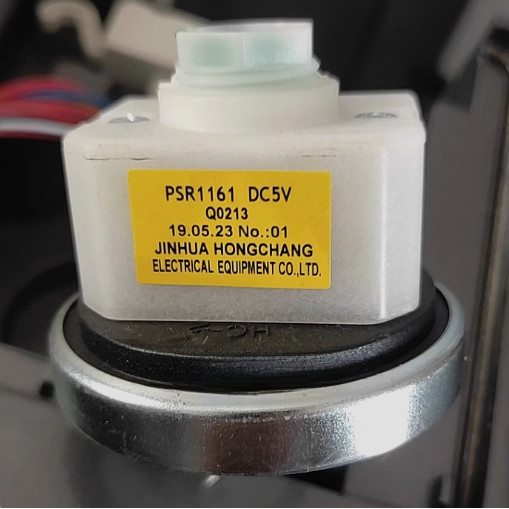 PSR1161 DC5V
Q0213
19.05.23 No.:01
JINHUA HONGCHANG
ELECTRICAL EQUIPMENT CO.,LTD.